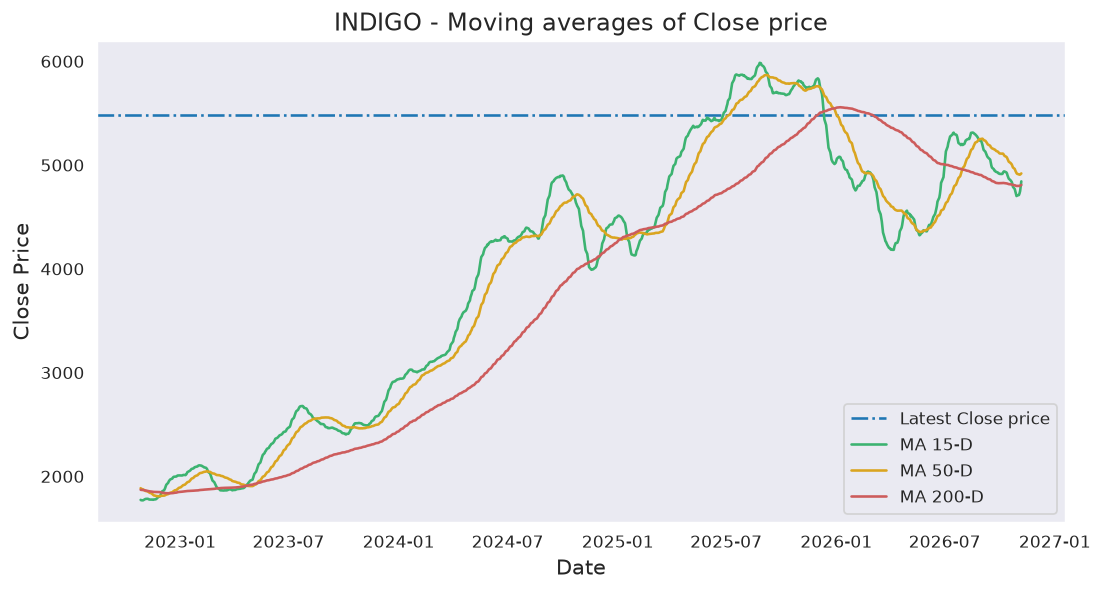 INDIGO - Moving averages of Close price
6000
5000
4000
3000
2000
Close Price
2023-01
2023-07
2024-01
2024-07
2025-01
2025-07
2026-01
2026-07
2027-01
Date
Latest Close price
MA 15-D
MA 50-D
MA 200-D